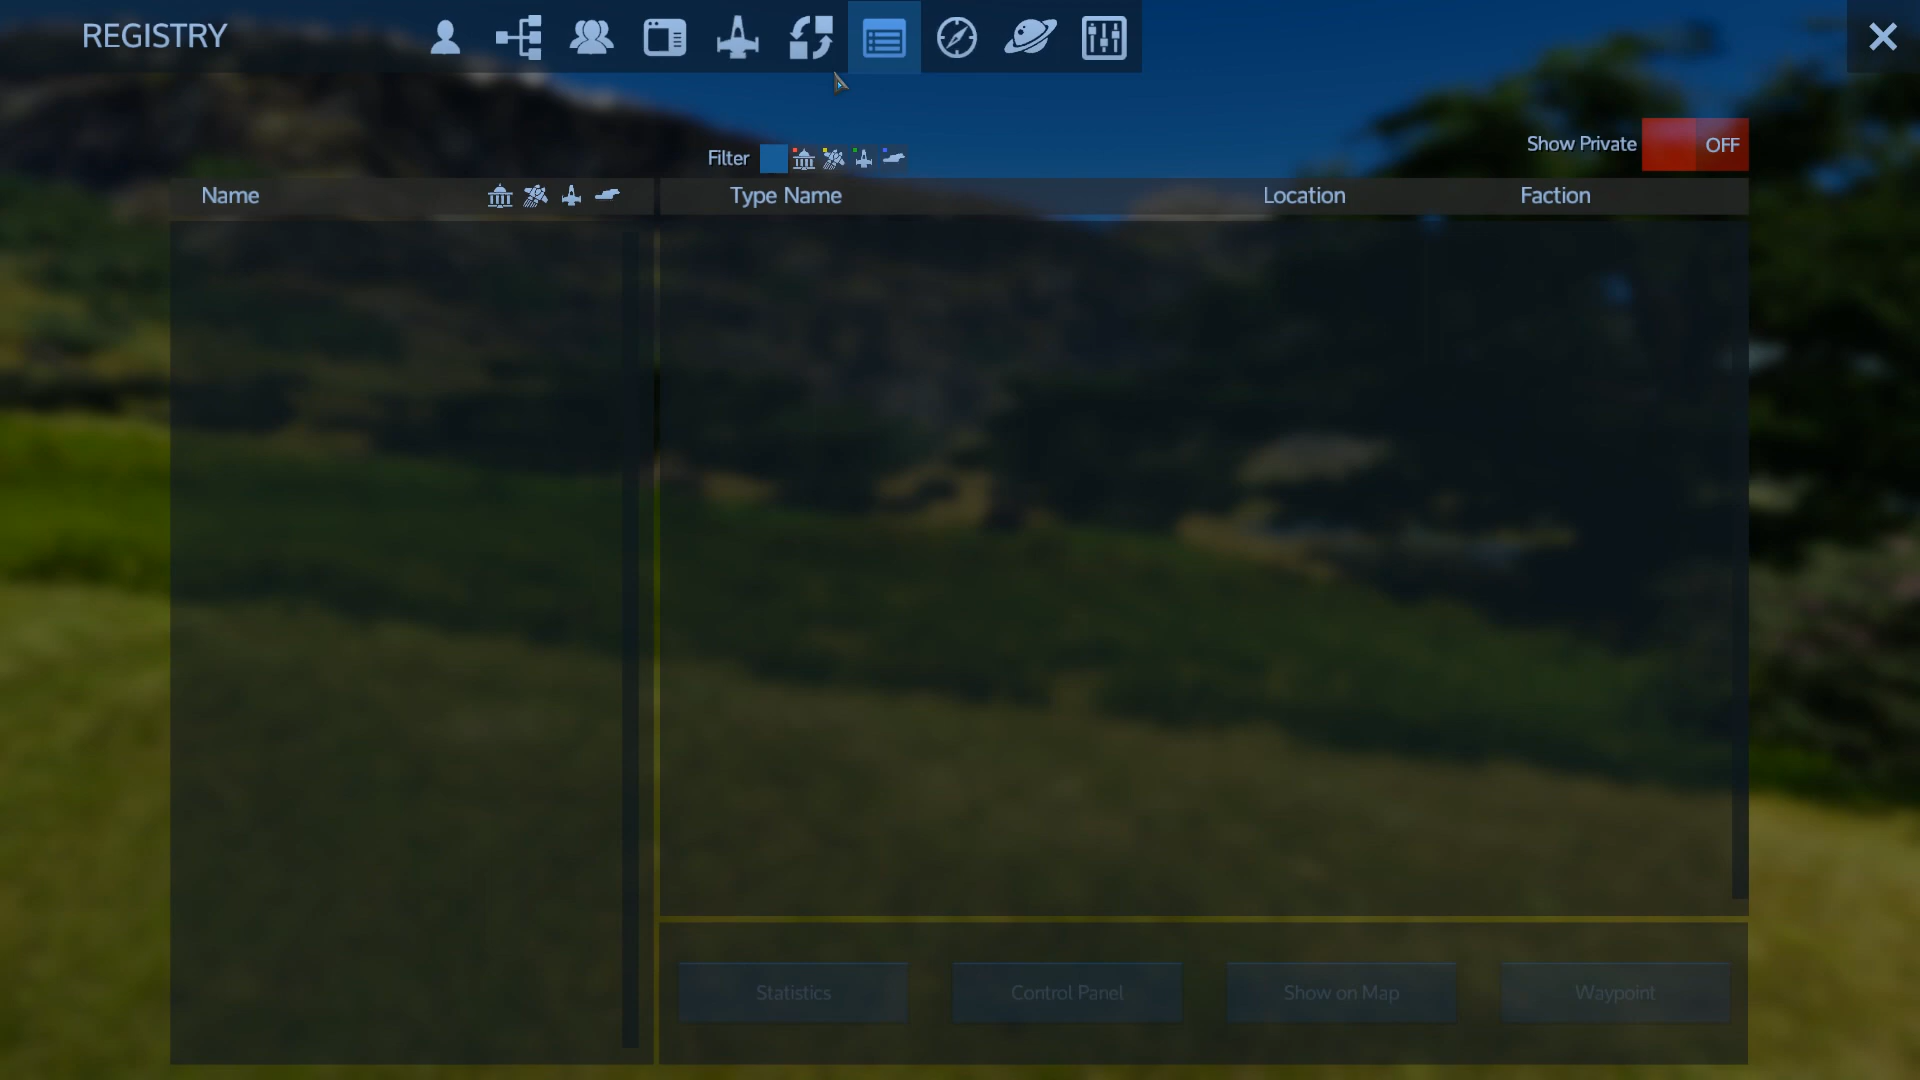 REGISTRY
Show Private OFF
Filter
Name Type Name Location Faction
Statistics Control Panel Show on Map Waypoint